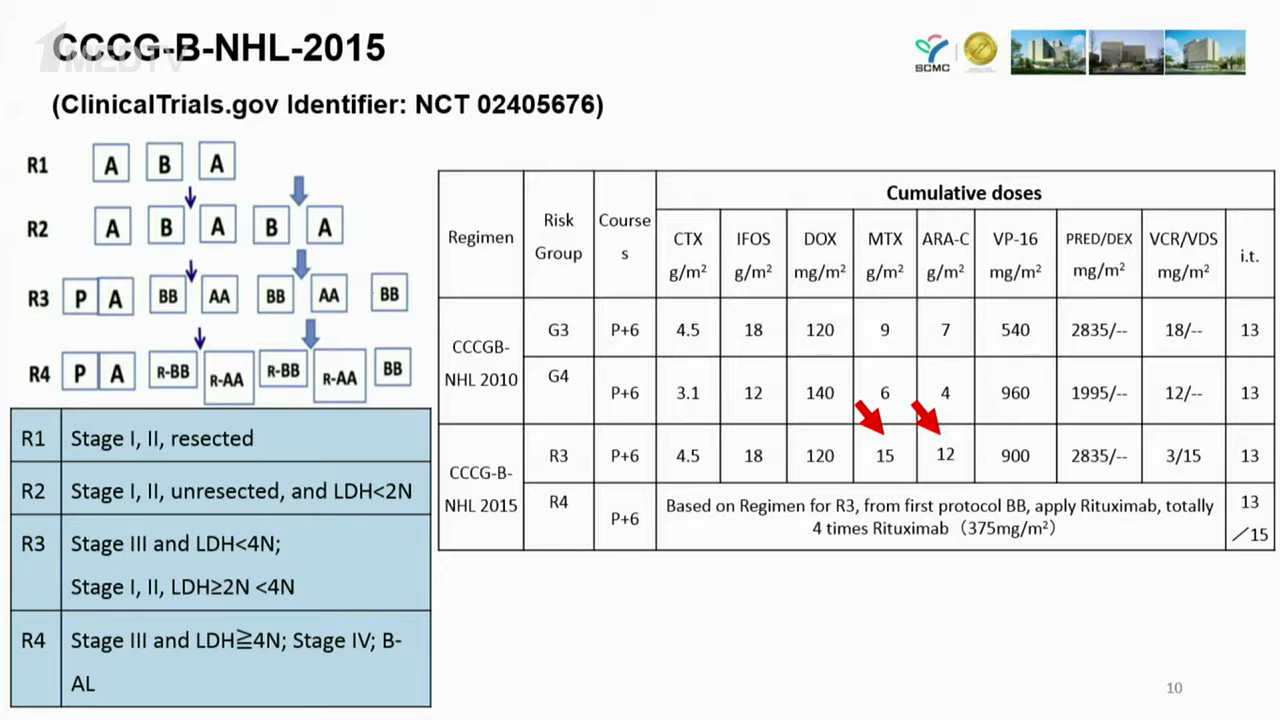 1MEDTV
CCCG-B-NHL-2015
(ClinicalTrials.gov Identifier: NCT 02405676)
SCMC
R1 A B A
R2 A B A B A
R3 P A BB AA BB AA BB
R4 P A R-BB R-AA R-BB R-AA BB
R1 Stage I, II, resected
R2 Stage I, II, unresected, and LDH<2N
R3 Stage III and LDH<4N;
Stage I, II, LDH≥2N <4N
R4 Stage III and LDH≧4N; Stage IV; B-
AL
Cumulative doses
Regimen
Risk
Group
Course
s
CTX
g/m²
IFOS
g/m²
DOX
mg/m²
MTX
g/m²
ARA-C
g/m²
VP-16
mg/m²
PRED/DEX
mg/m²
VCR/VDS
mg/m²
i.t.
CCCGB-
NHL 2010
G3 P+6 4.5 18 120 9 7 540 2835/-- 18/-- 13
G4 P+6 3.1 12 140 6 4 960 1995/-- 12/-- 13
CCCG-B-
NHL 2015
R3 P+6 4.5 18 120 15 12 900 2835/-- 3/15 13
R4 P+6
Based on Regimen for R3, from first protocol BB, apply Rituximab, totally
4 times Rituximab（375mg/m²）
13
／15
10